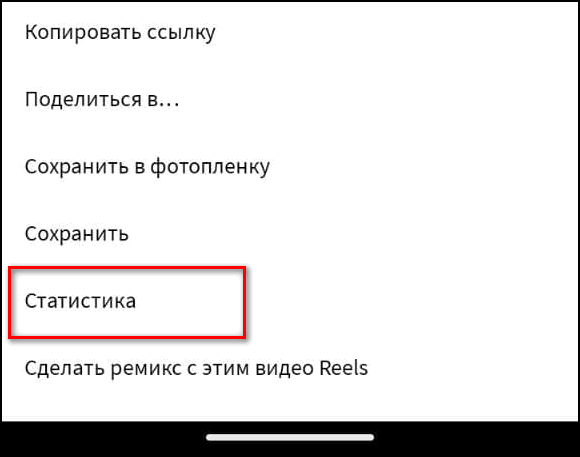 Копировать ссылку
Поделиться в...
Сохранить в фотопленку
Сохранить
Статистика
Сделать ремикс с этим видео Reels